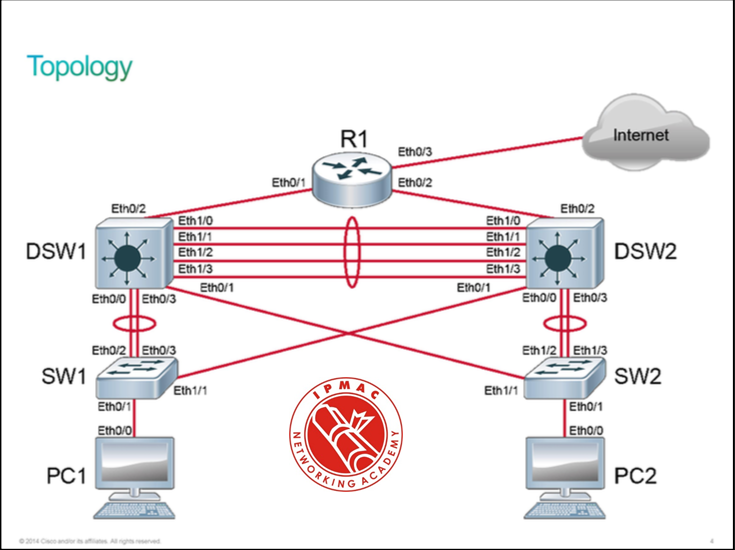 Topology
R1
Internet
Eth0/3
Eth0/1
Eth0/2
Eth0/2
Eth0/2
DSW1
Eth1/0
Eth1/0
DSW2
Eth1/1
Eth1/1
Eth1/2
Eth1/2
Eth1/3
Eth1/3
Eth0/0
Eth0/3
Eth0/1
Eth0/1
Eth0/0
Eth0/3
Eth0/2
Eth0/3
Eth1/2
Eth1/3
SW1
Eth1/1
Eth1/1
SW2
Eth0/1
Eth0/1
Eth0/0
Eth0/0
PC1
PC2
IPMAC
NETWORKING ACADEMY
© 2014 Cisco and/or its affiliates. All rights reserved.
4